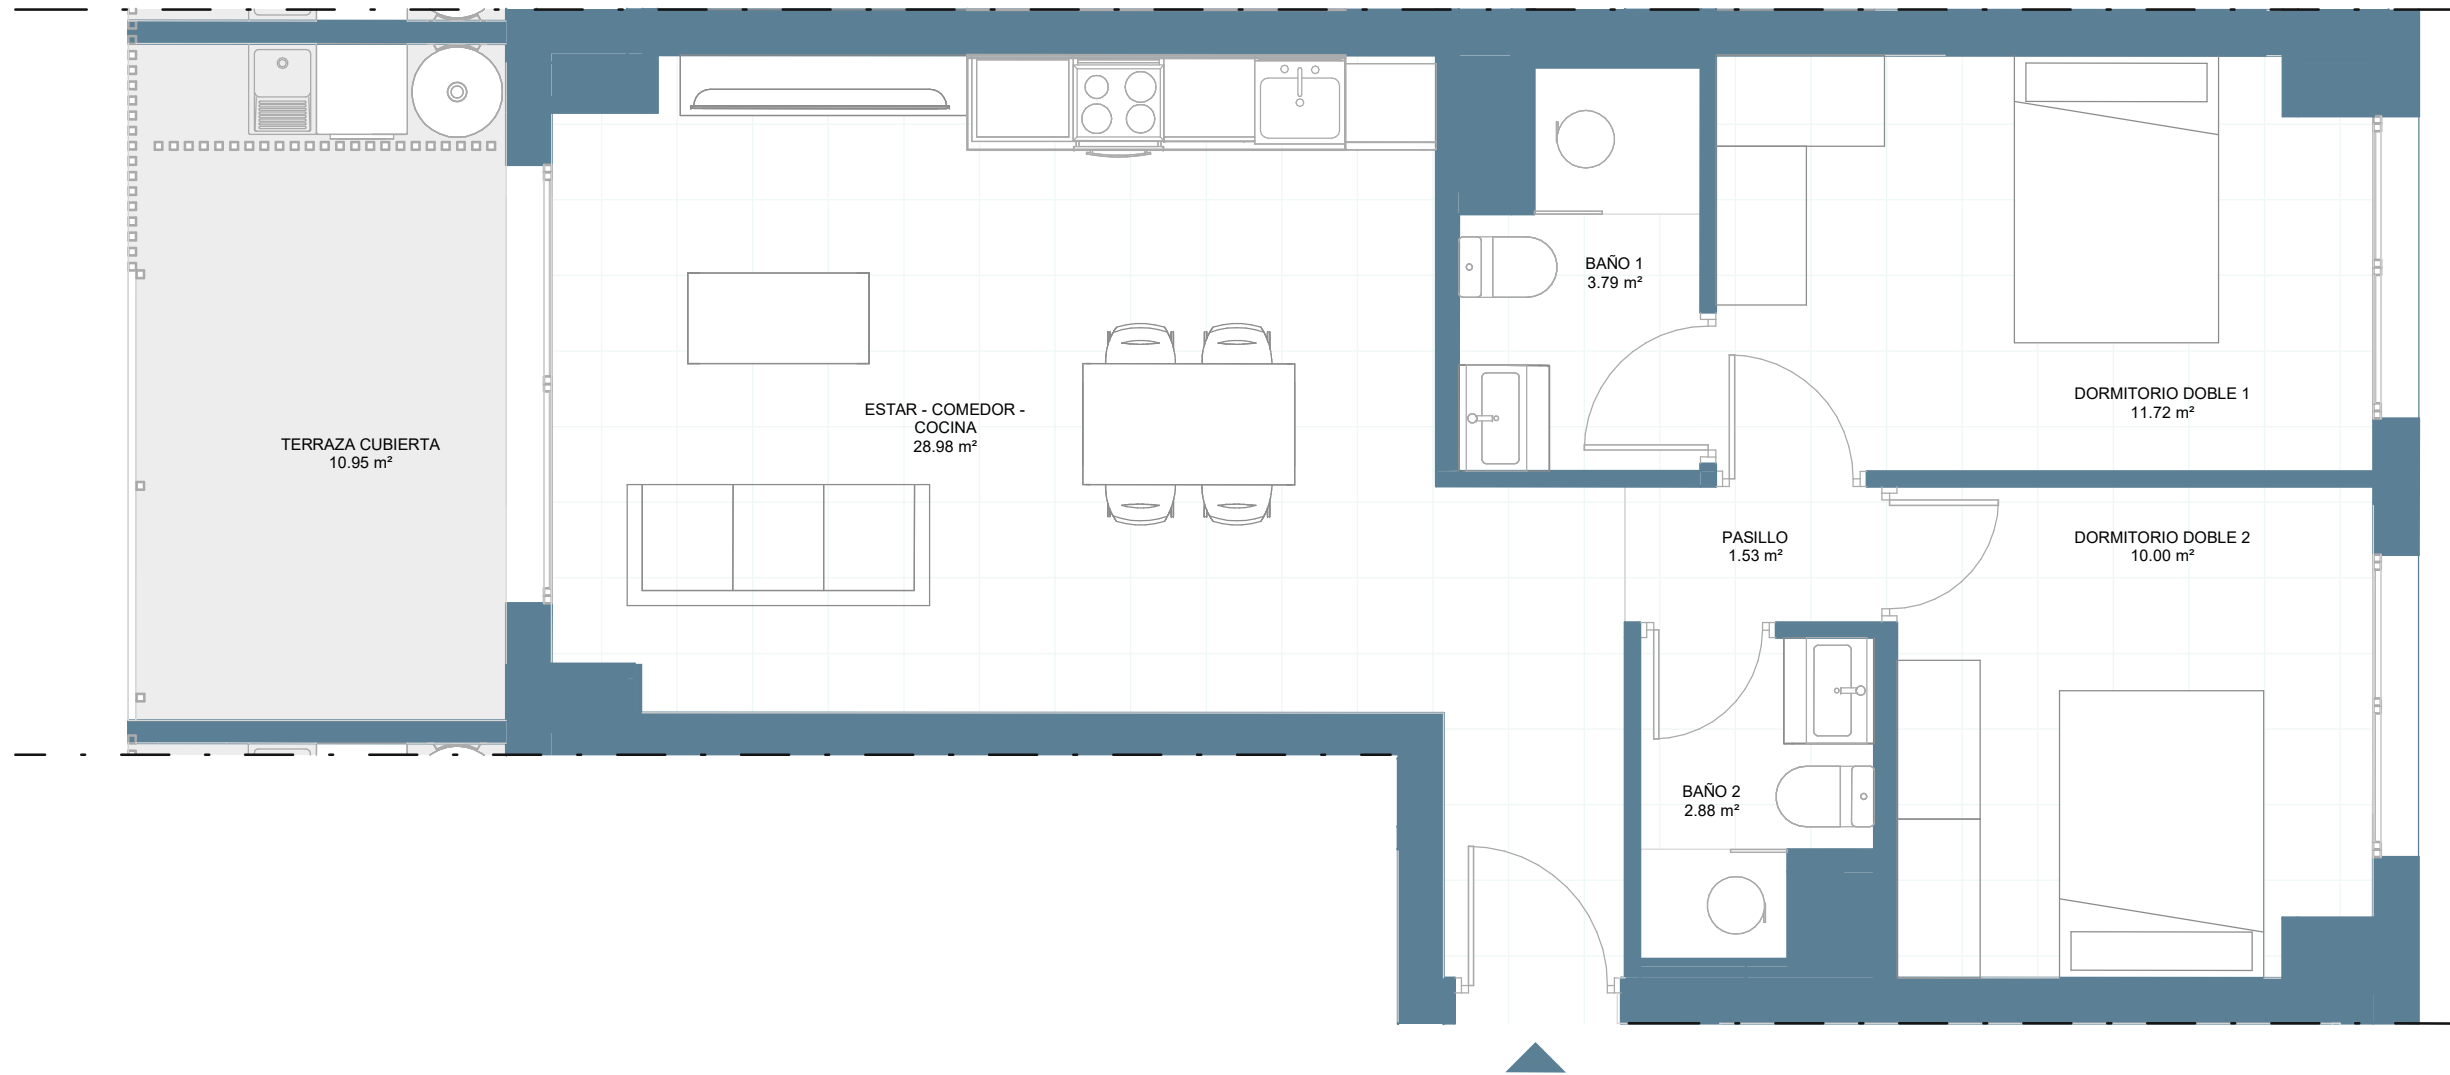 BAÑO 1
3.79 m²
DORMITORIO DOBLE 1
11.72 m²
ESTAR - COMEDOR -
COCINA
28.98 m²
TERRAZA CUBIERTA
10.95 m²
PASILLO
1.53 m²
DORMITORIO DOBLE 2
10.00 m²
BAÑO 2
2.88 m²